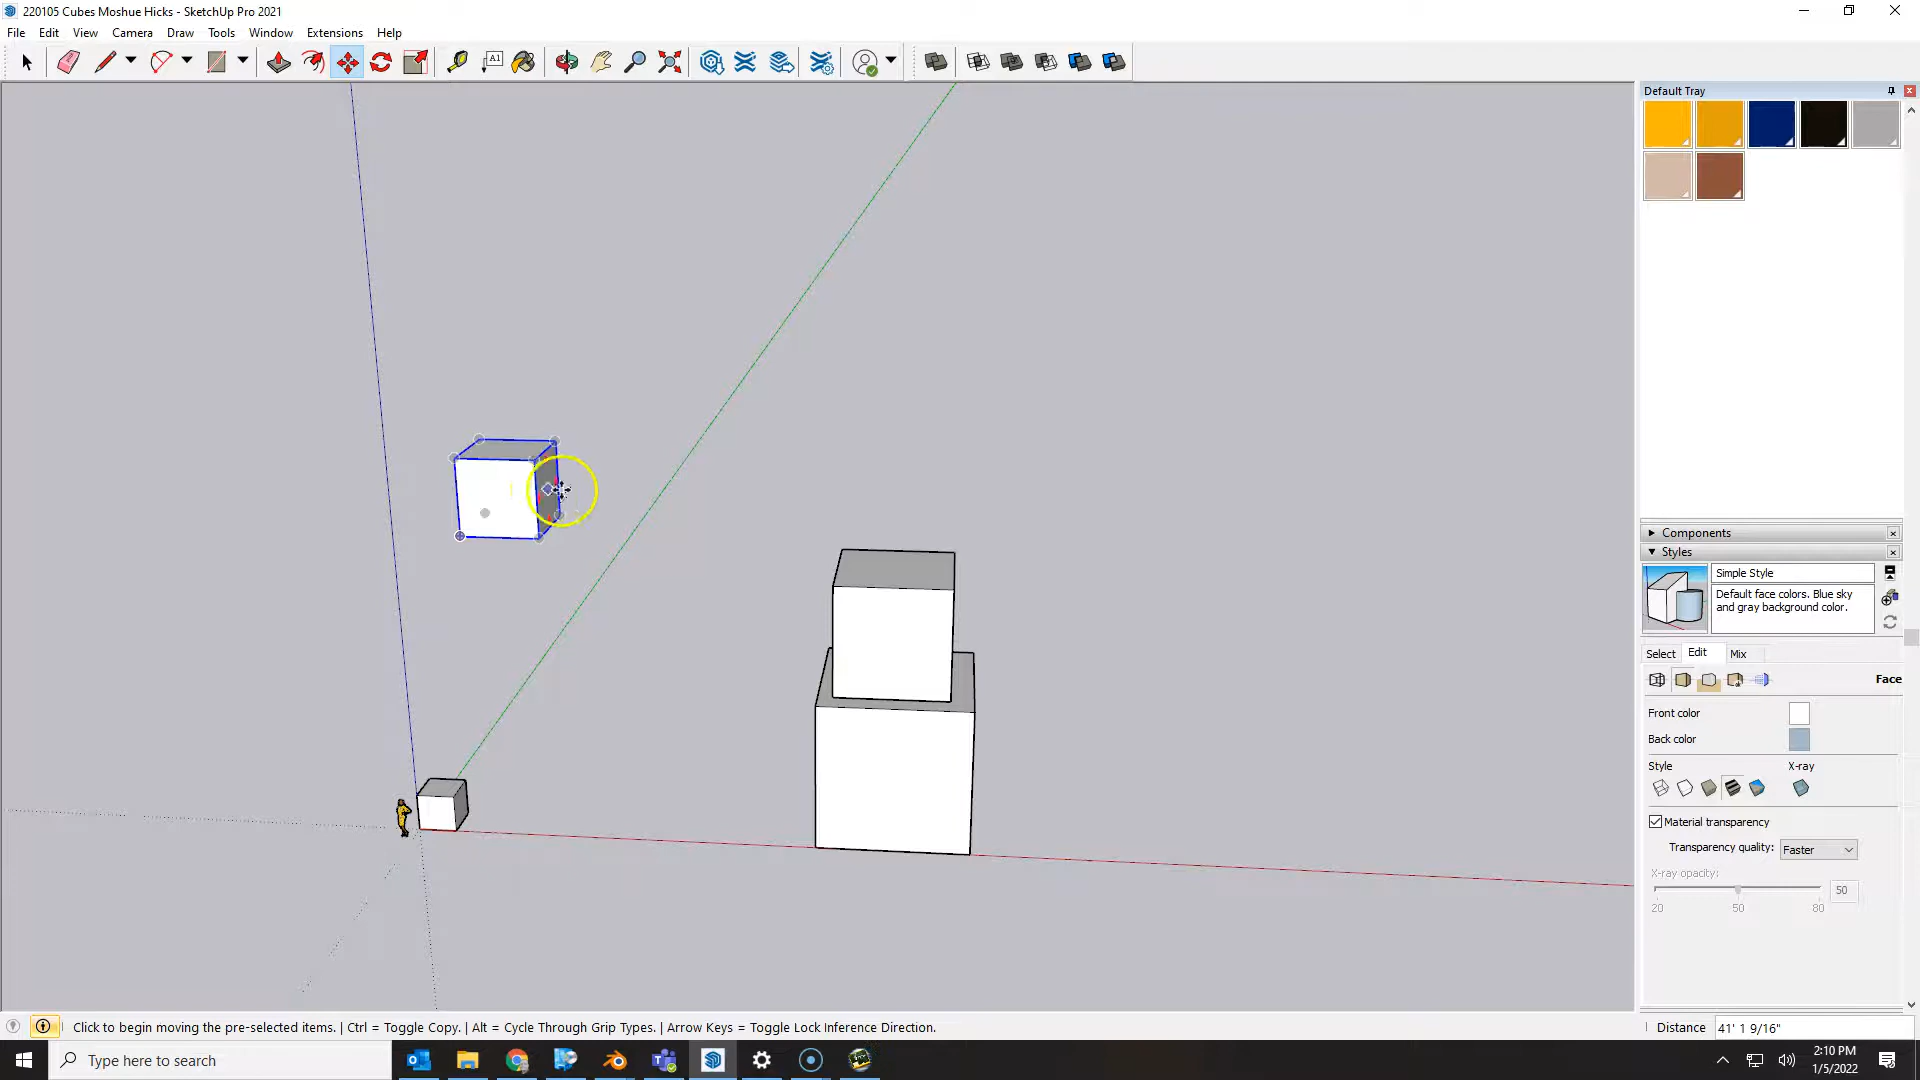 220105 Cubes Moshue Hicks - SketchUp Pro 2021
File Edit View Camera Draw Tools Window Extensions Help
A1
Default Tray
Components
Styles
Simple Style
Default face colors. Blue sky
and gray background color.
Select Edit Mix
Face
Front color
Back color
Style X-ray
Material transparency
Transparency quality: Faster
X-ray opacity:
50
20 50 80
Click to begin moving the pre-selected items. | Ctrl = Toggle Copy. | Alt = Cycle Through Grip Types. | Arrow Keys = Toggle Lock Inference Direction.
Distance 41' 1 9/16"
Type here to search
2:10 PM
1/5/2022